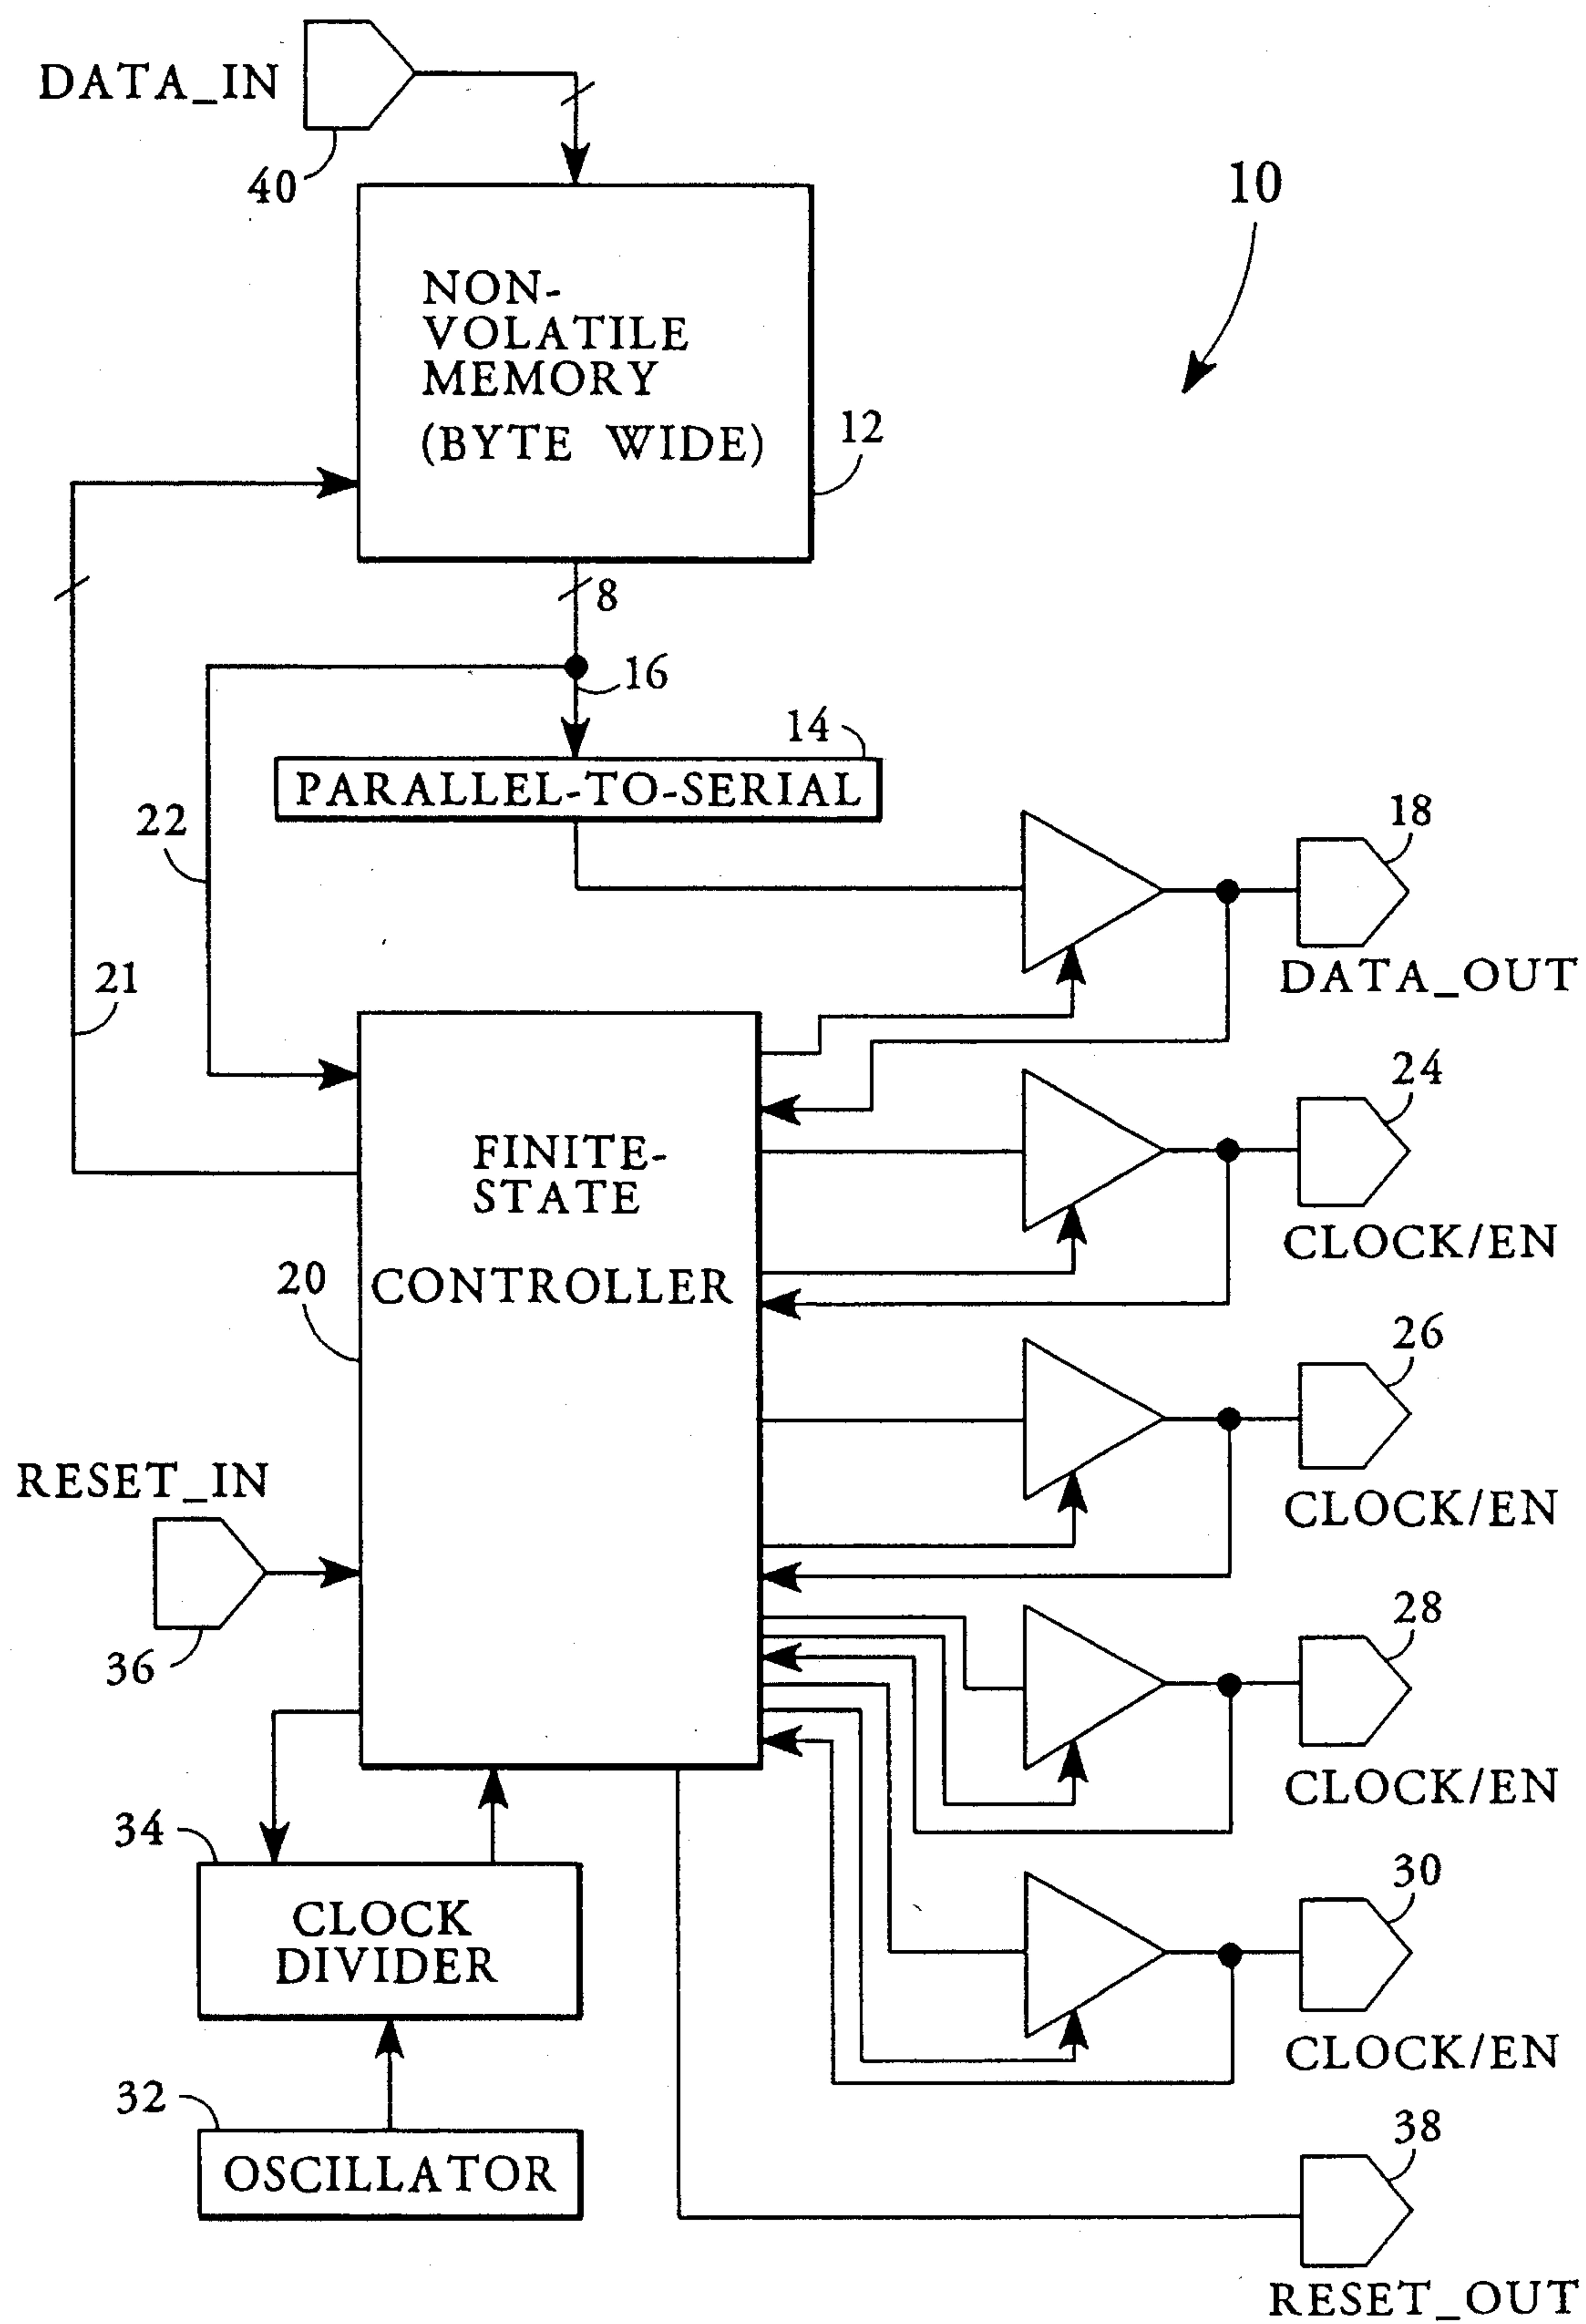 DATA_IN
40
10
NON-
VOLATILE
MEMORY
(BYTE WIDE)
12
8
16
14
PARALLEL-TO-SERIAL
22
18
DATA_OUT
21
24
FINITE-
STATE
CONTROLLER
CLOCK/EN
20
26
RESET_IN
CLOCK/EN
36
28
CLOCK/EN
34
CLOCK
DIVIDER
30
CLOCK/EN
32
OSCILLATOR
38
RESET_OUT